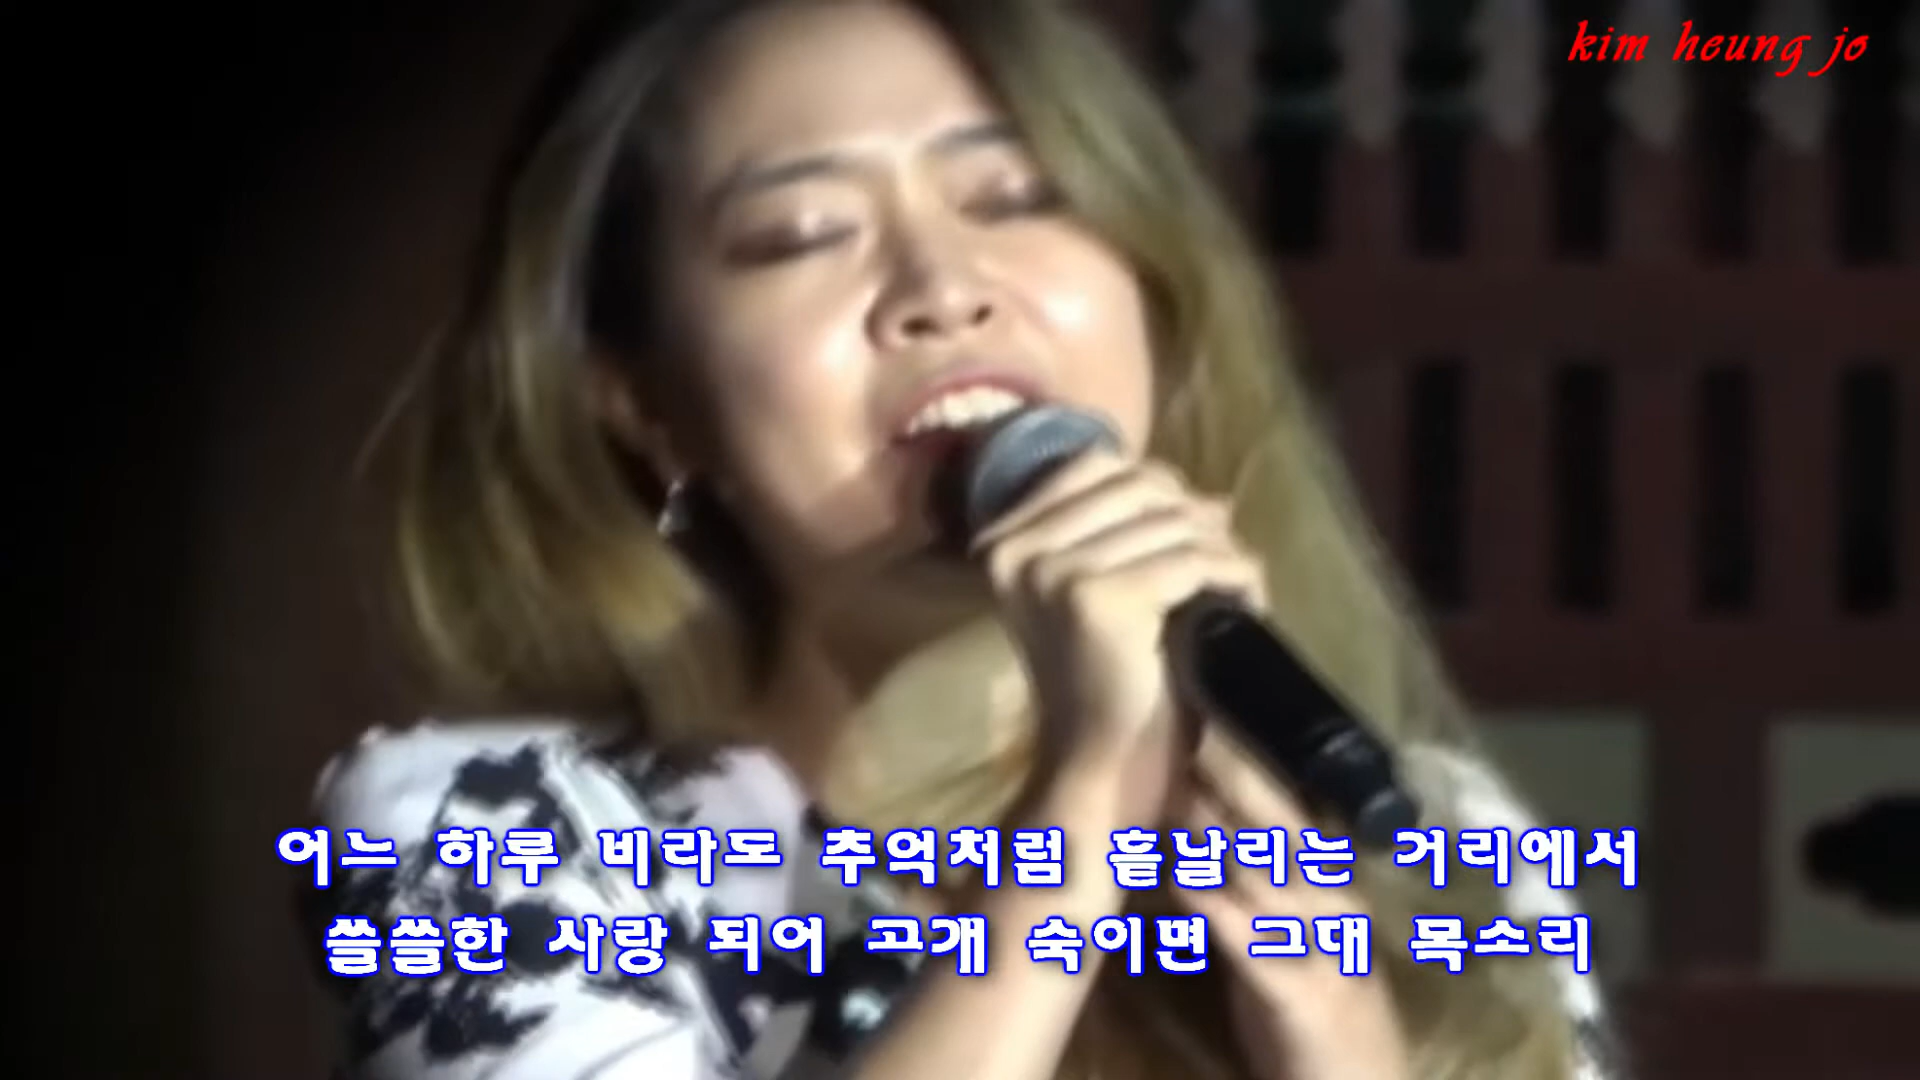 kim heung jo
어느 하루 비라도 추억처럼 흩날리는 거리에서
쓸쓸한 사랑 되어 고개 숙이면 그대 목소리